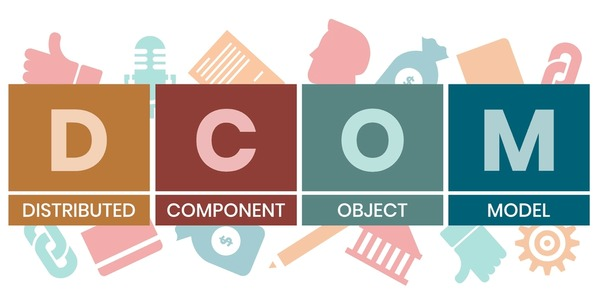 D C O M
DISTRIBUTED COMPONENT OBJECT MODEL
$
$